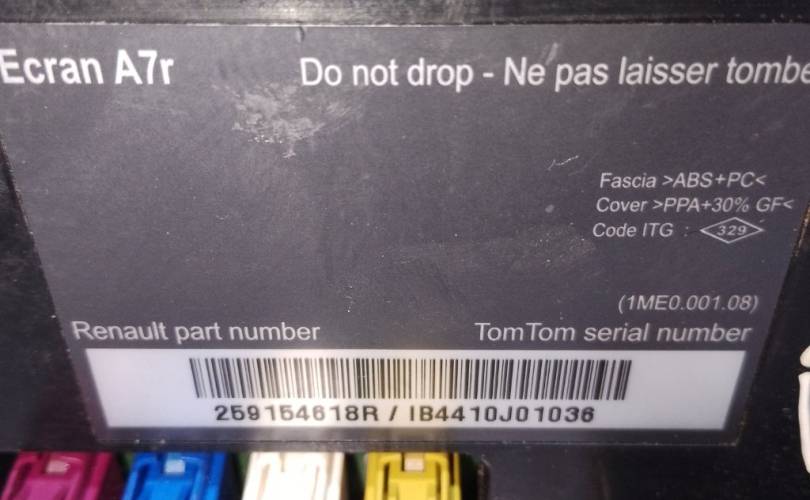 Ecran A7r
Do not drop - Ne pas laisser tombe
Fascia >ABS+PC<
Cover >PPA+30% GF<
Code ITG : 329
(1ME0.001.08)
Renault part number
TomTom serial number
259154618R / IB4410J01036